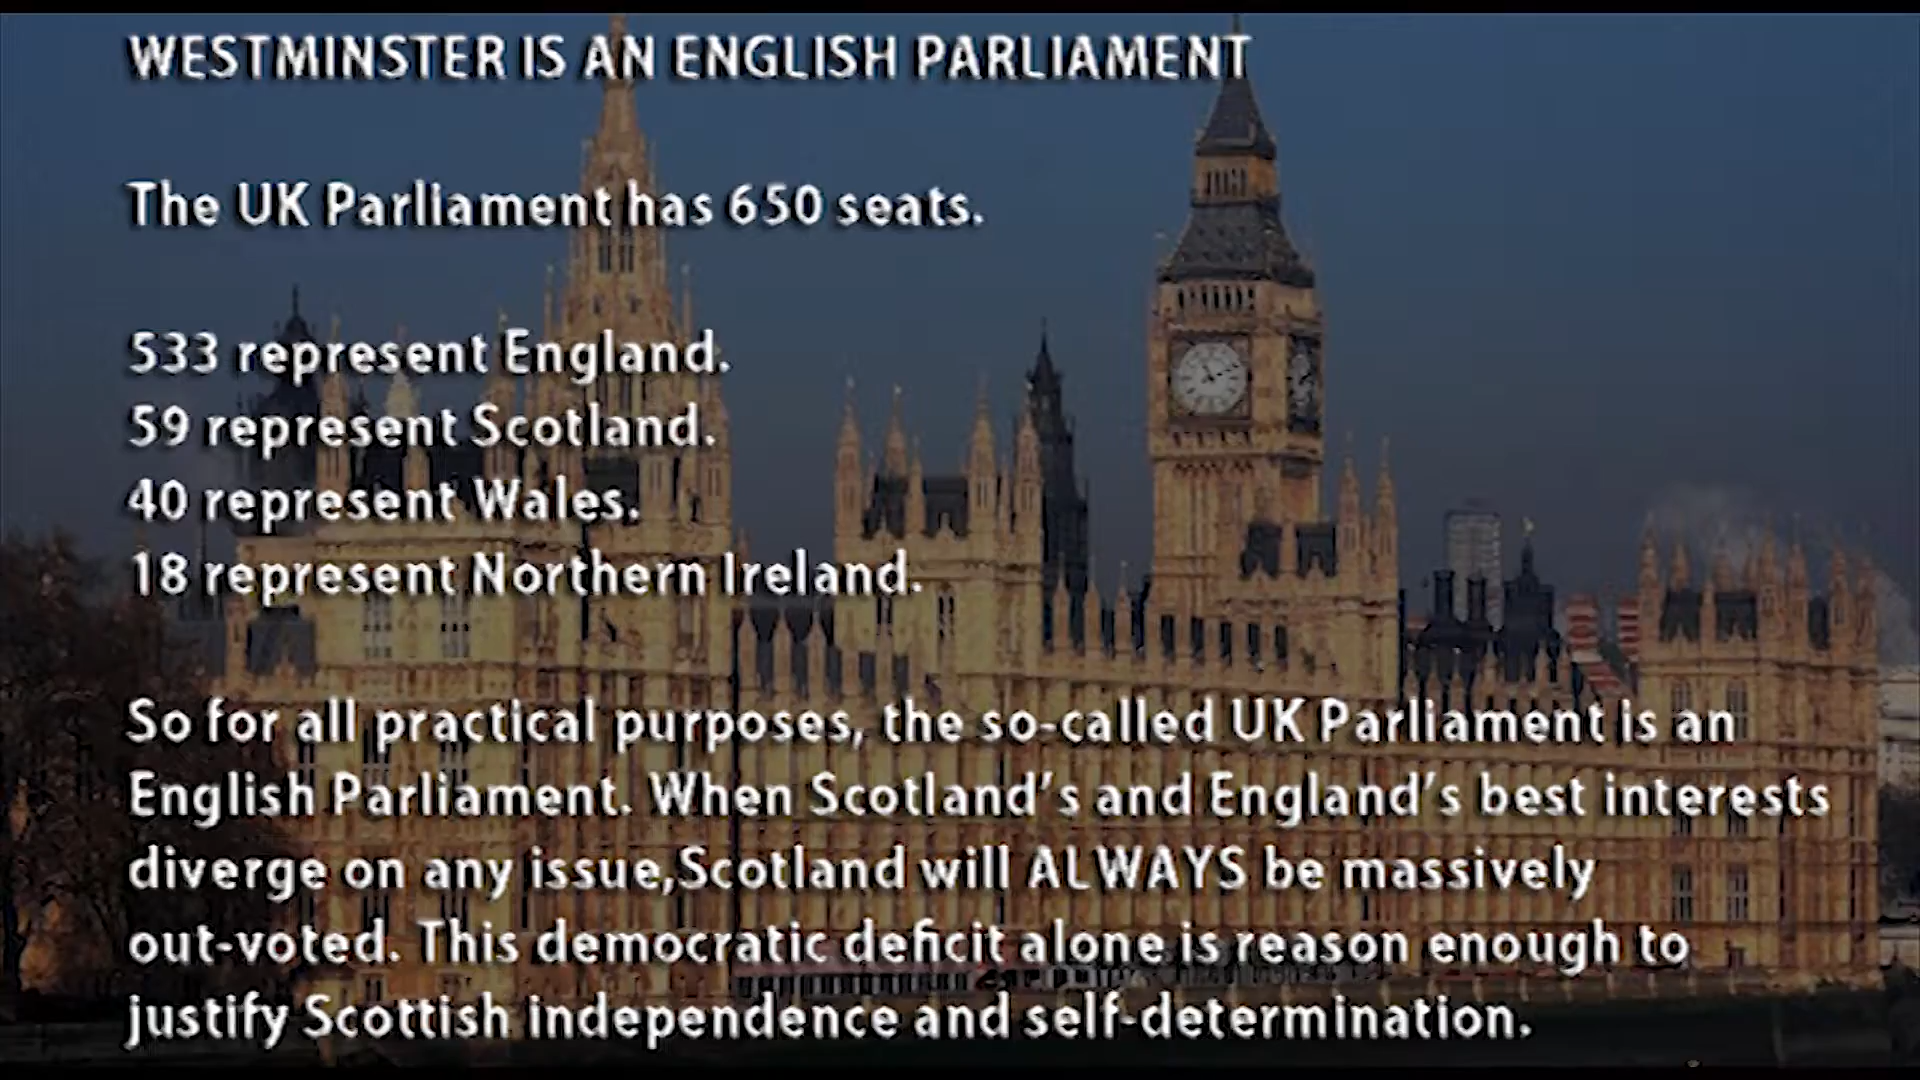 WESTMINSTER IS AN ENGLISH PARLIAMENT
The UK Parliament has 650 seats.
533 represent England.
59 represent Scotland.
40 represent Wales.
18 represent Northern Ireland.
So for all practical purposes, the so-called UK Parliament is an
English Parliament. When Scotland's and England's best interests
diverge on any issue,Scotland will ALWAYS be massively
out-voted. This democratic deficit alone is reason enough to
justify Scottish independence and self-determination.